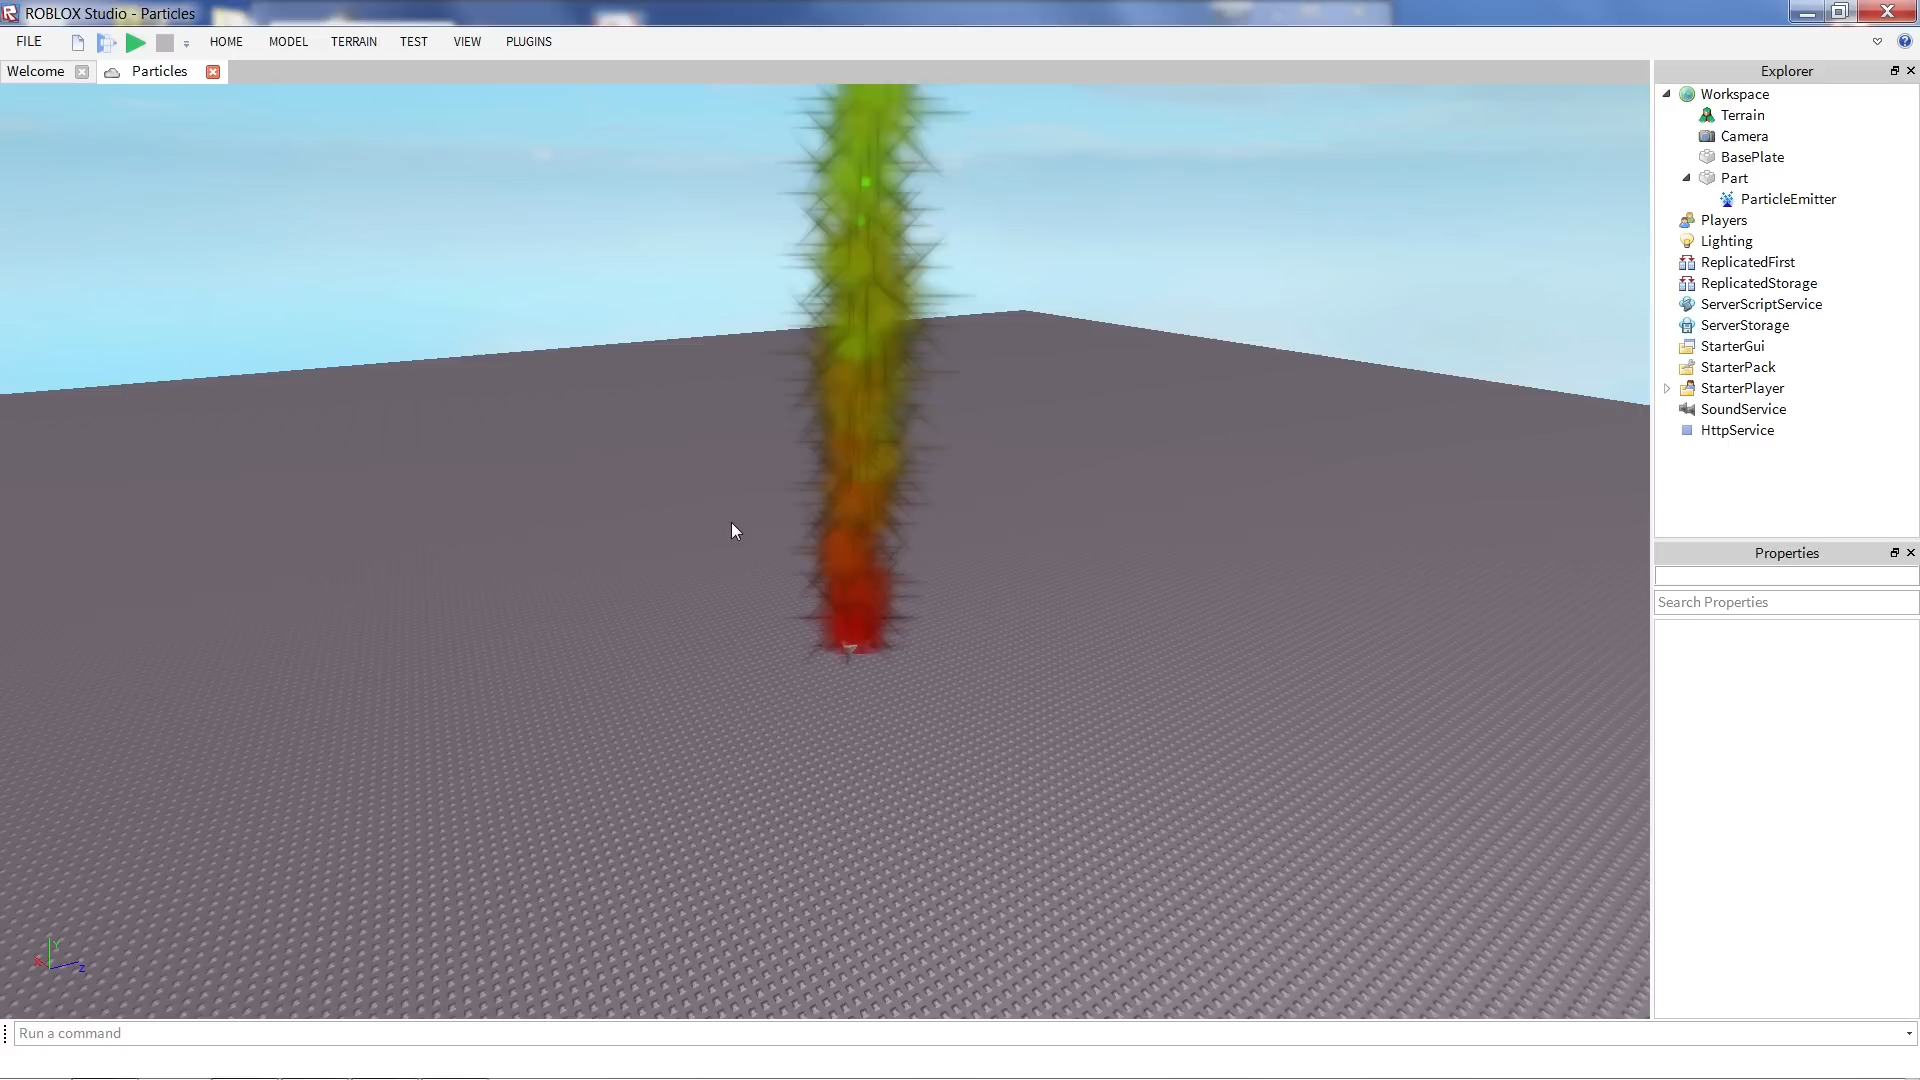 ROBLOX Studio - Particles
FILE HOME MODEL TERRAIN TEST VIEW PLUGINS
Welcome Particles
Explorer
Workspace
Terrain
Camera
BasePlate
Part
ParticleEmitter
Players
Lighting
ReplicatedFirst
ReplicatedStorage
ServerScriptService
ServerStorage
StarterGui
StarterPack
StarterPlayer
SoundService
HttpService
Properties
Search Properties
Y
X Z
Run a command